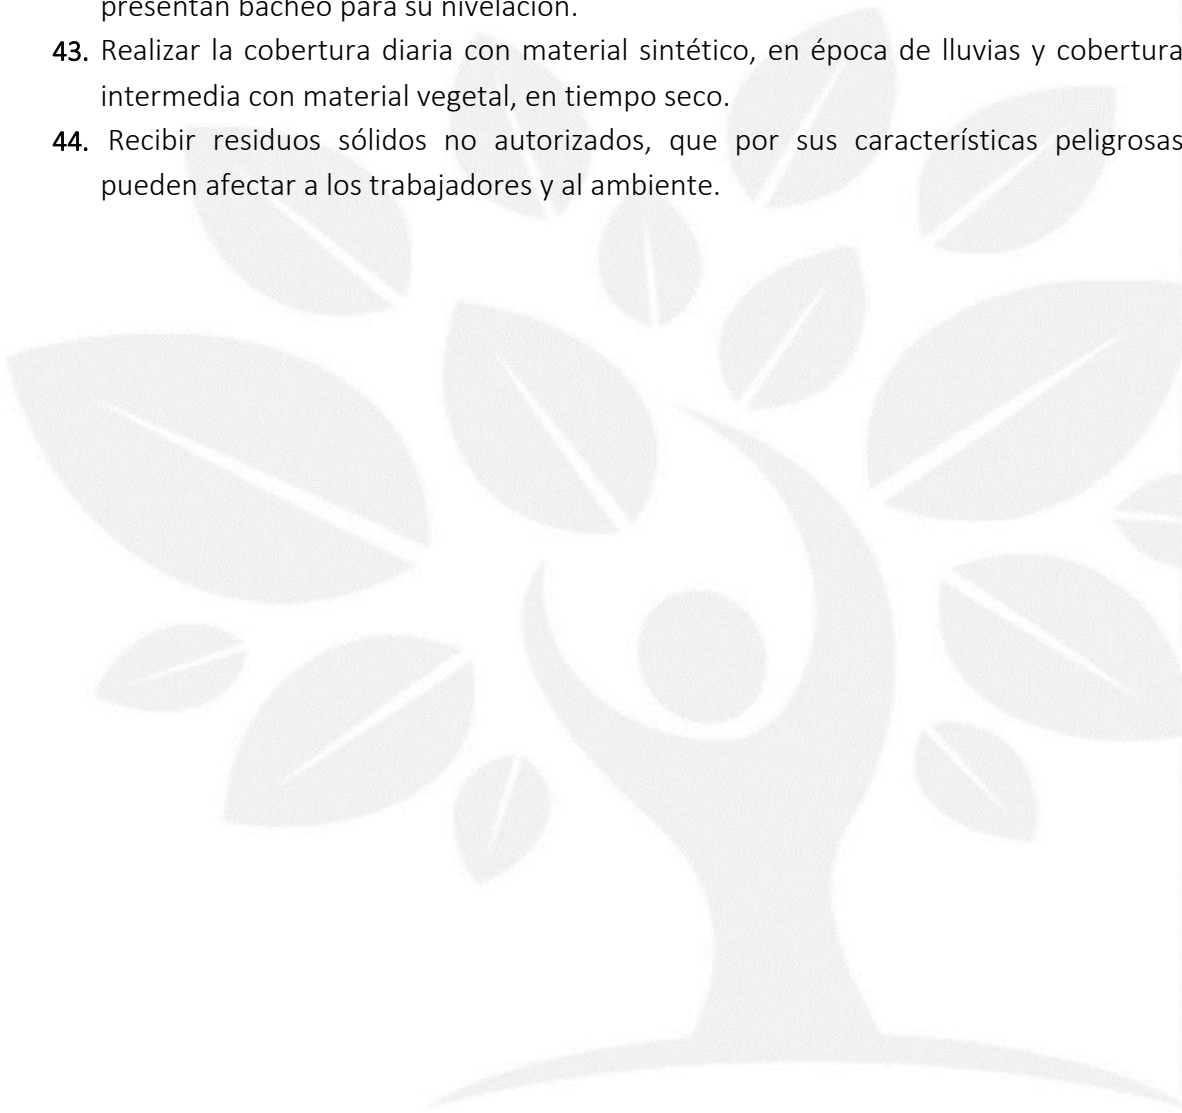 presentan bacheo para su nivelación.
43. Realizar la cobertura diaria con material sintético, en época de lluvias y cobertura
intermedia con material vegetal, en tiempo seco.
44. Recibir residuos sólidos no autorizados, que por sus características peligrosas
pueden afectar a los trabajadores y al ambiente.